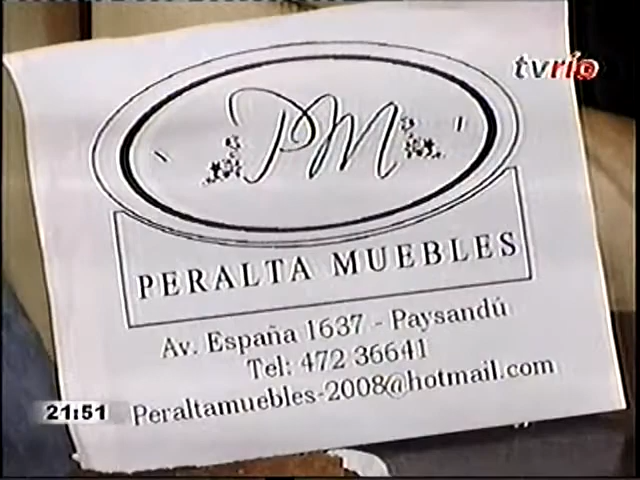 tvrío
PM
PERALTA MUEBLES
Av. España 1637 - Paysandú
Tel: 472 36641
21:51
Peraltamuebles-2008@hotmail.com